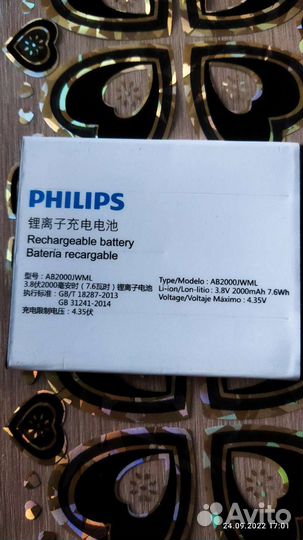 PHILIPS
锂离子充电电池
Rechargeable battery
Bateria recargable
型号: AB2000JWML
3.8伏2000毫安时 (7.6瓦时) 锂离子电池
执行标准: GB/T 18287-2013
GB 31241-2014
充电限制电压: 4.35伏
Type/Modelo : AB2000JWML
Li-ion/Lon-litio : 3.8V 2000mAh 7.6Wh
Voltage/Voltaje Máximo : 4.35V
Avito
24.09.2022 17:01